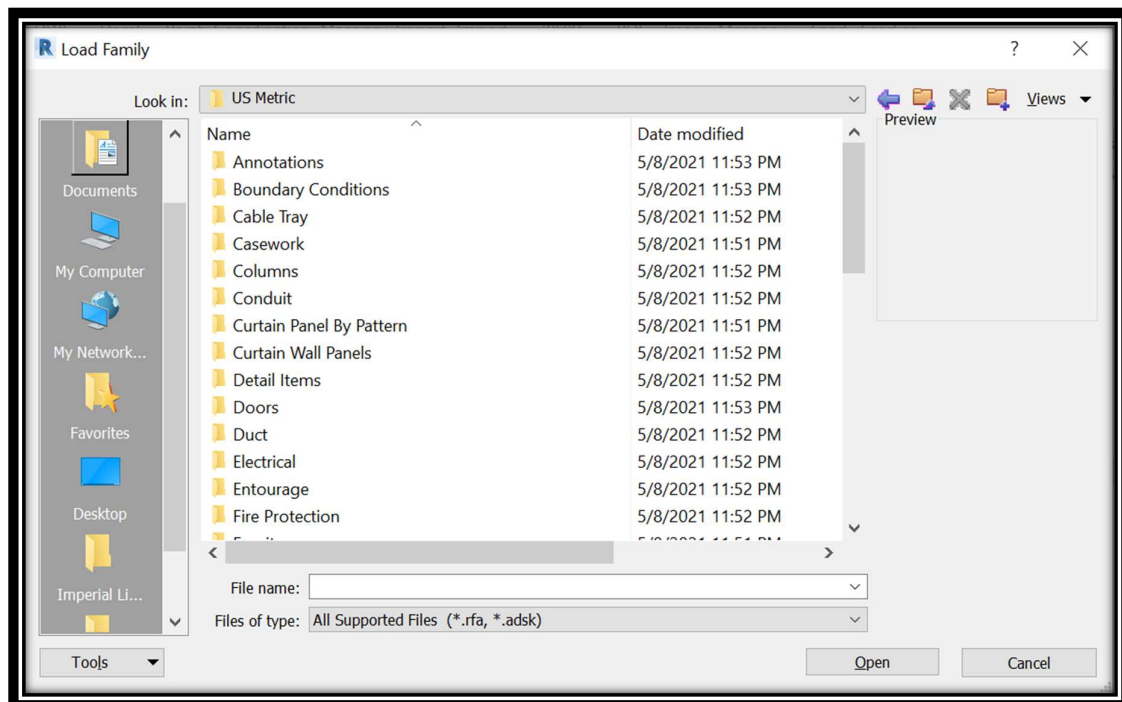 R Load Family ?
Look in: US Metric Views
Preview
Name Date modified
Annotations 5/8/2021 11:53 PM
Boundary Conditions 5/8/2021 11:53 PM
Cable Tray 5/8/2021 11:52 PM
Casework 5/8/2021 11:51 PM
Columns 5/8/2021 11:52 PM
Conduit 5/8/2021 11:52 PM
Curtain Panel By Pattern 5/8/2021 11:51 PM
Curtain Wall Panels 5/8/2021 11:52 PM
Detail Items 5/8/2021 11:52 PM
Doors 5/8/2021 11:53 PM
Duct 5/8/2021 11:52 PM
Electrical 5/8/2021 11:52 PM
Entourage 5/8/2021 11:52 PM
Fire Protection 5/8/2021 11:52 PM
Documents
My Computer
My Network...
Favorites
Desktop
Imperial Li...
File name:
Files of type: All Supported Files (*.rfa, *.adsk)
Tools Open Cancel